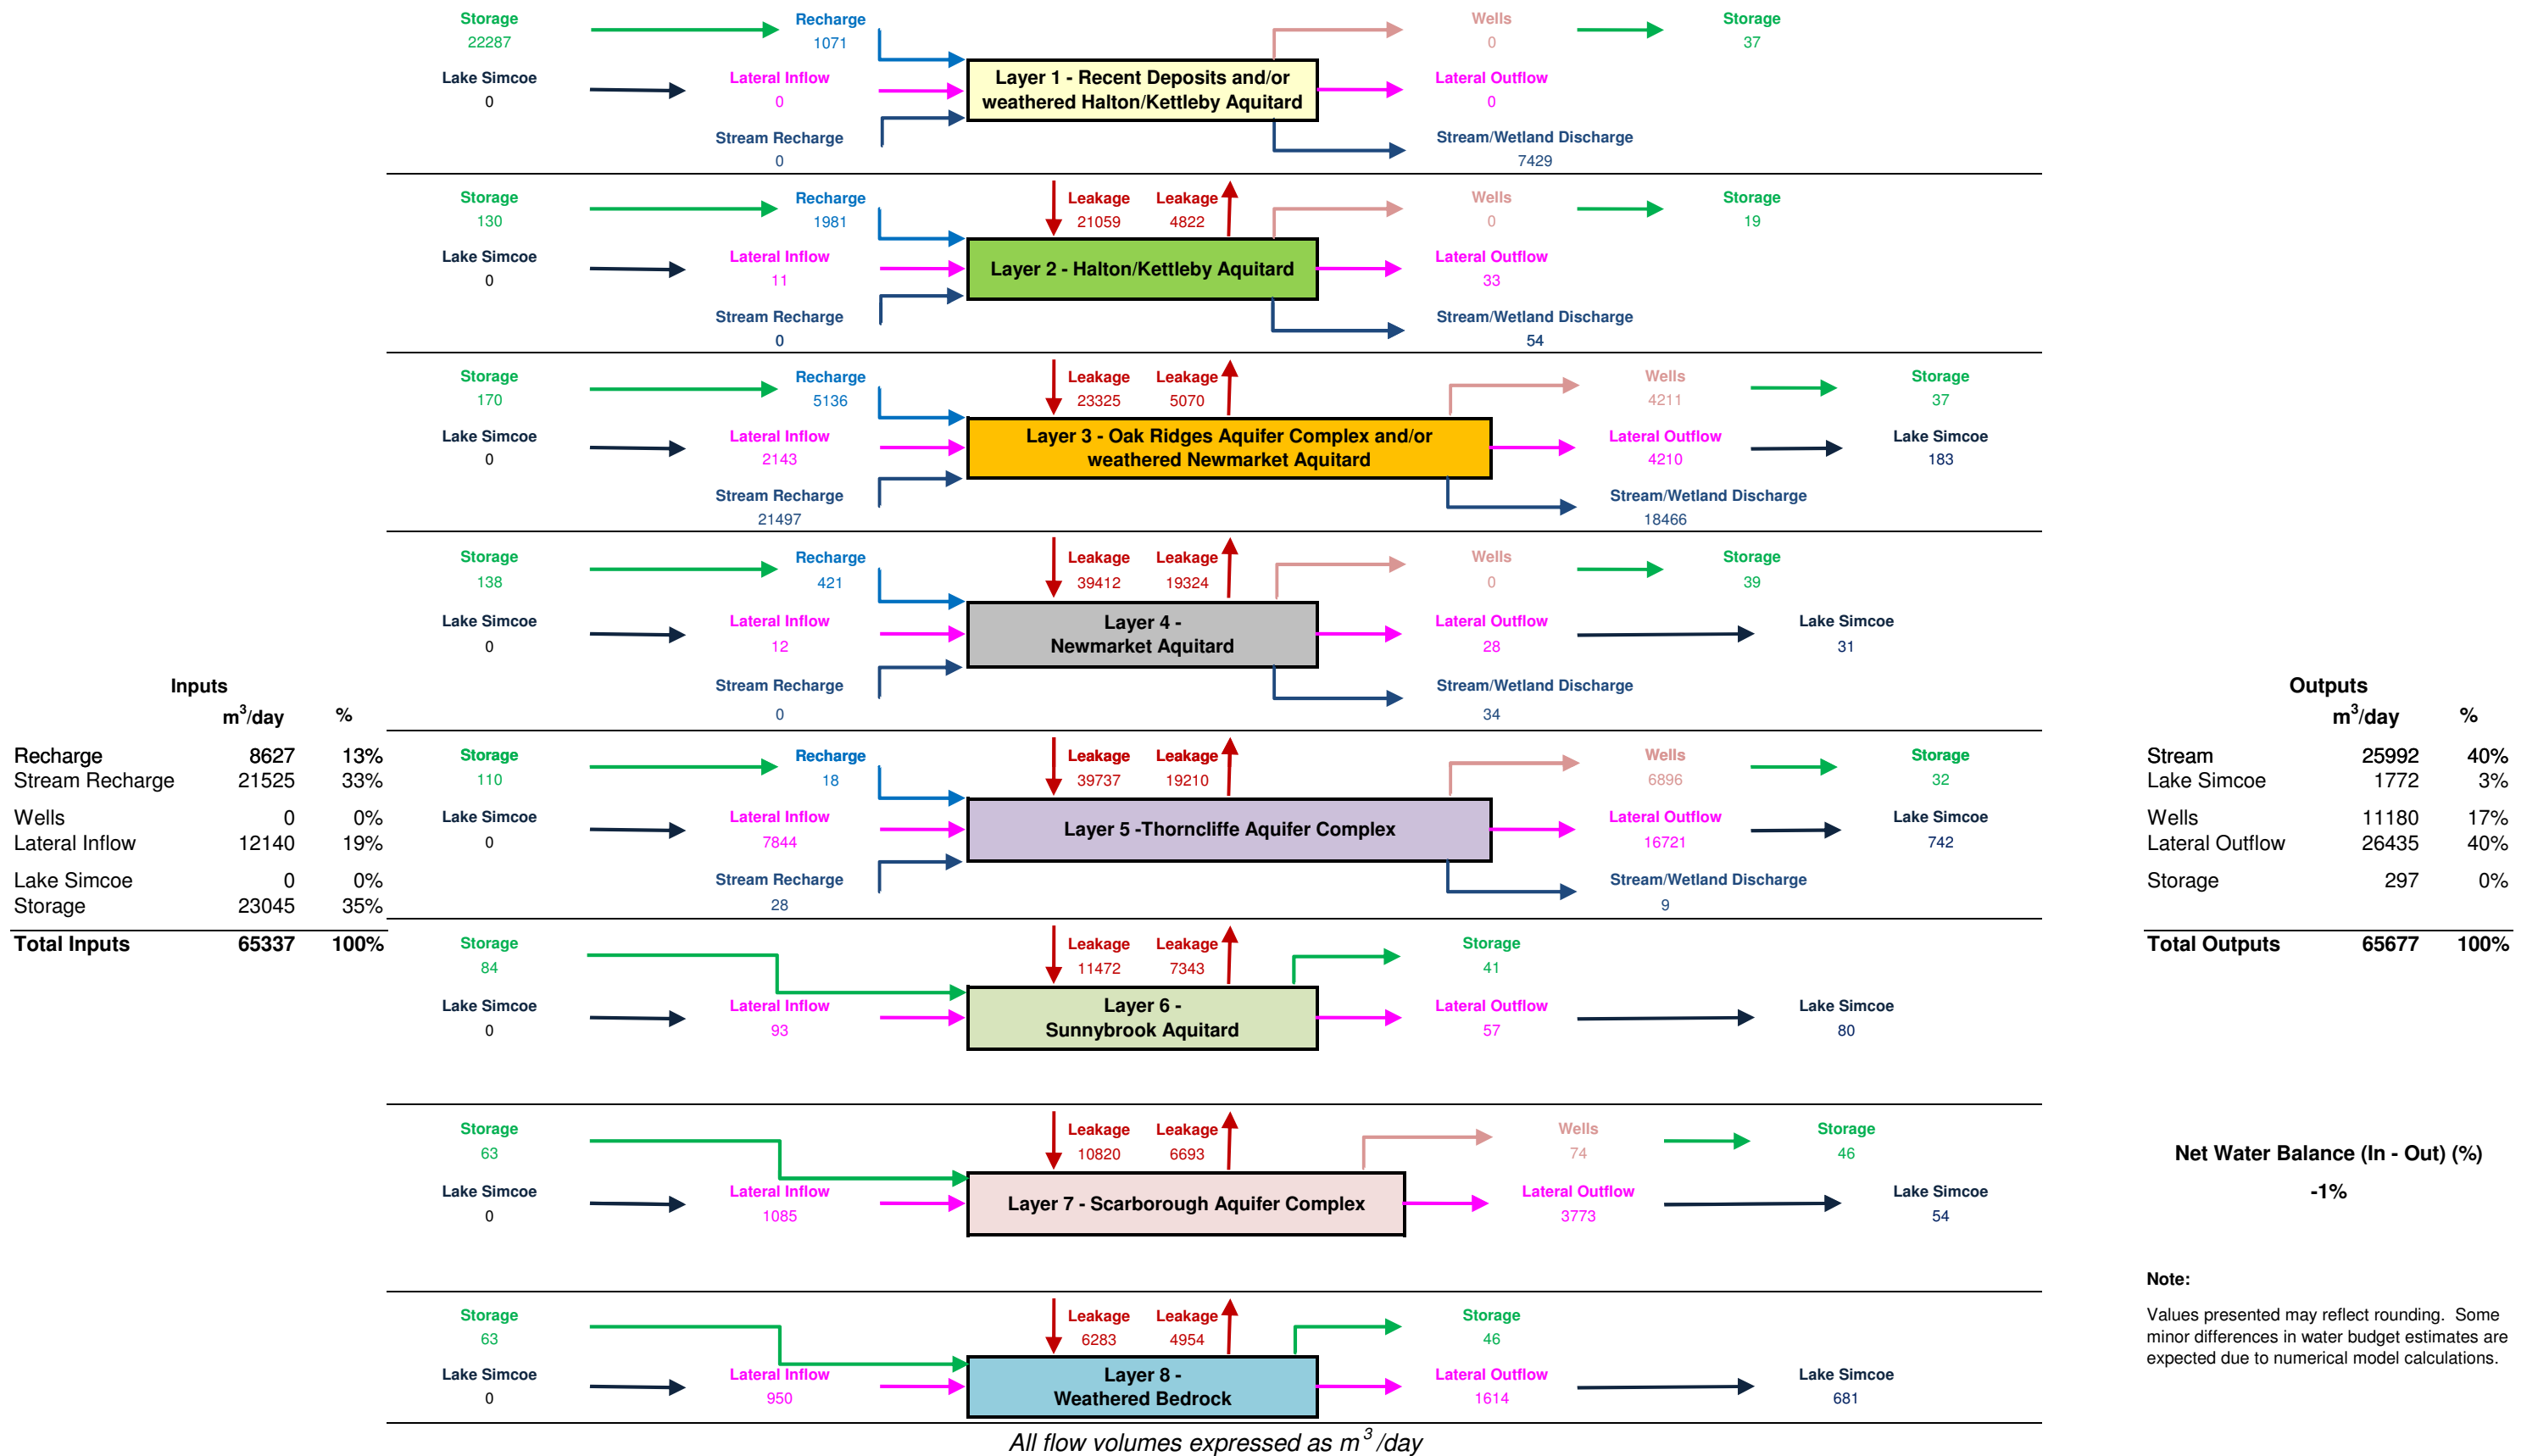 Storage
22287
Recharge
1071
Wells
0
Storage
37
Lake Simcoe
0
Lateral Inflow
0
Layer 1 - Recent Deposits and/or
weathered Halton/Kettleby Aquitard
Lateral Outflow
0
Stream Recharge
0
Stream/Wetland Discharge
7429
Storage
130
Recharge
1981
Leakage
21059
Leakage
4822
Wells
0
Storage
19
Lake Simcoe
0
Lateral Inflow
11
Layer 2 - Halton/Kettleby Aquitard
Lateral Outflow
33
Stream Recharge
0
Stream/Wetland Discharge
54
Storage
170
Recharge
5136
Leakage
23325
Leakage
5070
Wells
4211
Storage
37
Lake Simcoe
0
Lateral Inflow
2143
Layer 3 - Oak Ridges Aquifer Complex and/or
weathered Newmarket Aquitard
Lateral Outflow
4210
Lake Simcoe
183
Stream Recharge
21497
Stream/Wetland Discharge
18466
Storage
138
Recharge
421
Leakage
39412
Leakage
19324
Wells
0
Storage
39
Lake Simcoe
0
Lateral Inflow
12
Layer 4 -
Newmarket Aquitard
Lateral Outflow
28
Lake Simcoe
31
Stream Recharge
0
Stream/Wetland Discharge
34
Storage
110
Recharge
18
Leakage
39737
Leakage
19210
Wells
6896
Storage
32
Lake Simcoe
0
Lateral Inflow
7844
Layer 5 -Thorncliffe Aquifer Complex
Lateral Outflow
16721
Lake Simcoe
742
Stream Recharge
28
Stream/Wetland Discharge
9
Storage
84
Leakage
11472
Leakage
7343
Storage
41
Lake Simcoe
0
Lateral Inflow
93
Layer 6 -
Sunnybrook Aquitard
Lateral Outflow
57
Lake Simcoe
80
Storage
63
Leakage
10820
Leakage
6693
Wells
74
Storage
46
Lake Simcoe
0
Lateral Inflow
1085
Layer 7 - Scarborough Aquifer Complex
Lateral Outflow
3773
Lake Simcoe
54
Storage
63
Leakage
6283
Leakage
4954
Storage
46
Lake Simcoe
0
Lateral Inflow
950
Layer 8 -
Weathered Bedrock
Lateral Outflow
1614
Lake Simcoe
681
All flow volumes expressed as m³/day
Inputs
m³/day %
Recharge 8627 13%
Stream Recharge 21525 33%
Wells 0 0%
Lateral Inflow 12140 19%
Lake Simcoe 0 0%
Storage 23045 35%
Total Inputs 65337 100%
Outputs
m³/day %
Stream 25992 40%
Lake Simcoe 1772 3%
Wells 11180 17%
Lateral Outflow 26435 40%
Storage 297 0%
Total Outputs 65677 100%
Net Water Balance (In - Out) (%)
-1%
Note:
Values presented may reflect rounding. Some
minor differences in water budget estimates are
expected due to numerical model calculations.